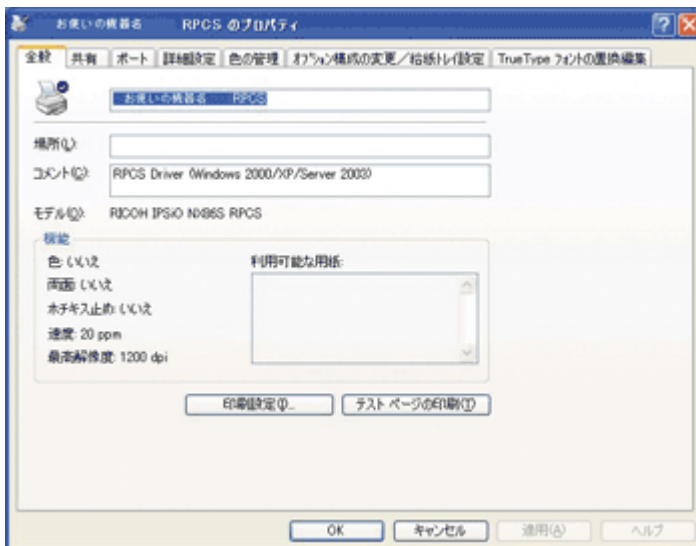 お使いの機器名 RPCS のプロパティ
全般 共有 ポート 詳細設定 色の管理 オプション構成の変更／給紙トレイ設定 TrueType フォントの置換編集
お使いの機器名 RPCS
場所(L):
コメント(C): RPCS Driver (Windows 2000/XP/Server 2003)
モデル(O): RICOH IPSiO NX86S RPCS
機能
色: いいえ 利用可能な用紙:
両面: いいえ
ホチキス止め: いいえ
速度: 20 ppm
最高解像度: 1200 dpi
印刷設定(I)... テスト ページの印刷(T)
OK キャンセル 適用(A) ヘルプ